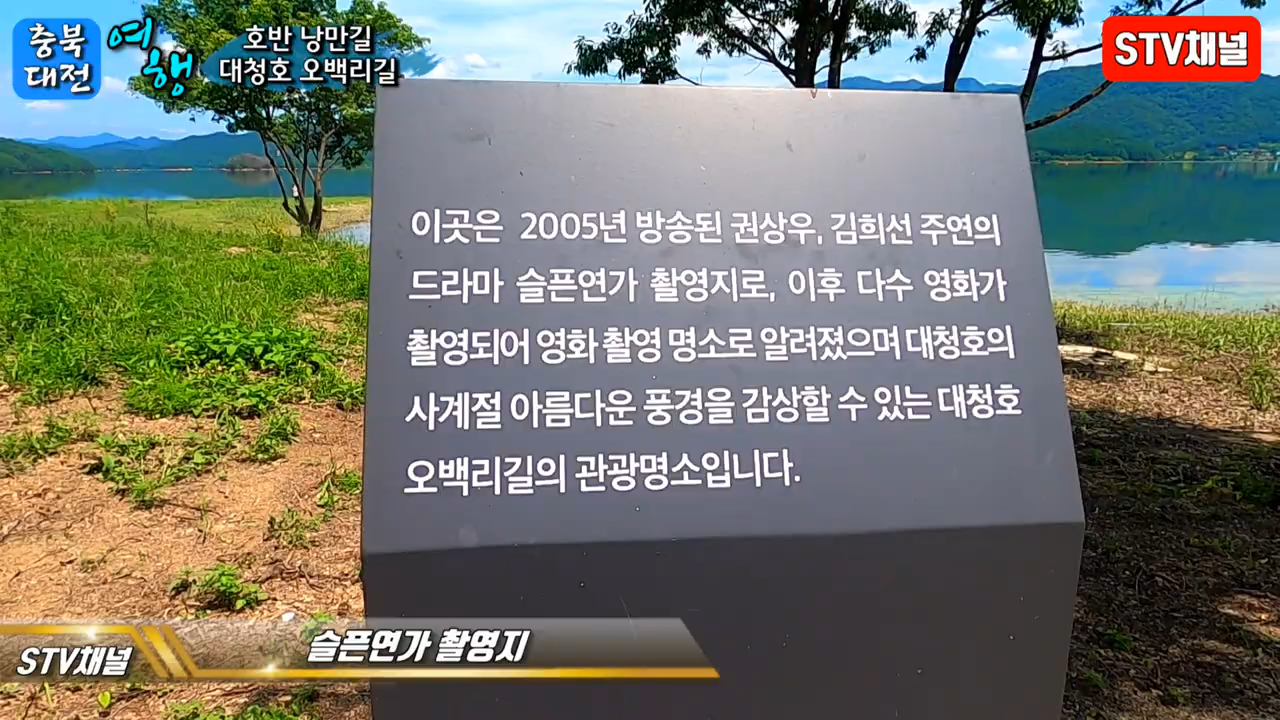 충북
대전
여행
호반 낭만길
대청호 오백리길
STV채널
이곳은 2005년 방송된 권상우, 김희선 주연의
드라마 슬픈연가 촬영지로, 이후 다수 영화가
촬영되어 영화 촬영 명소로 알려졌으며 대청호의
사계절 아름다운 풍경을 감상할 수 있는 대청호
오백리길의 관광명소입니다.
슬픈연가 촬영지
STV채널